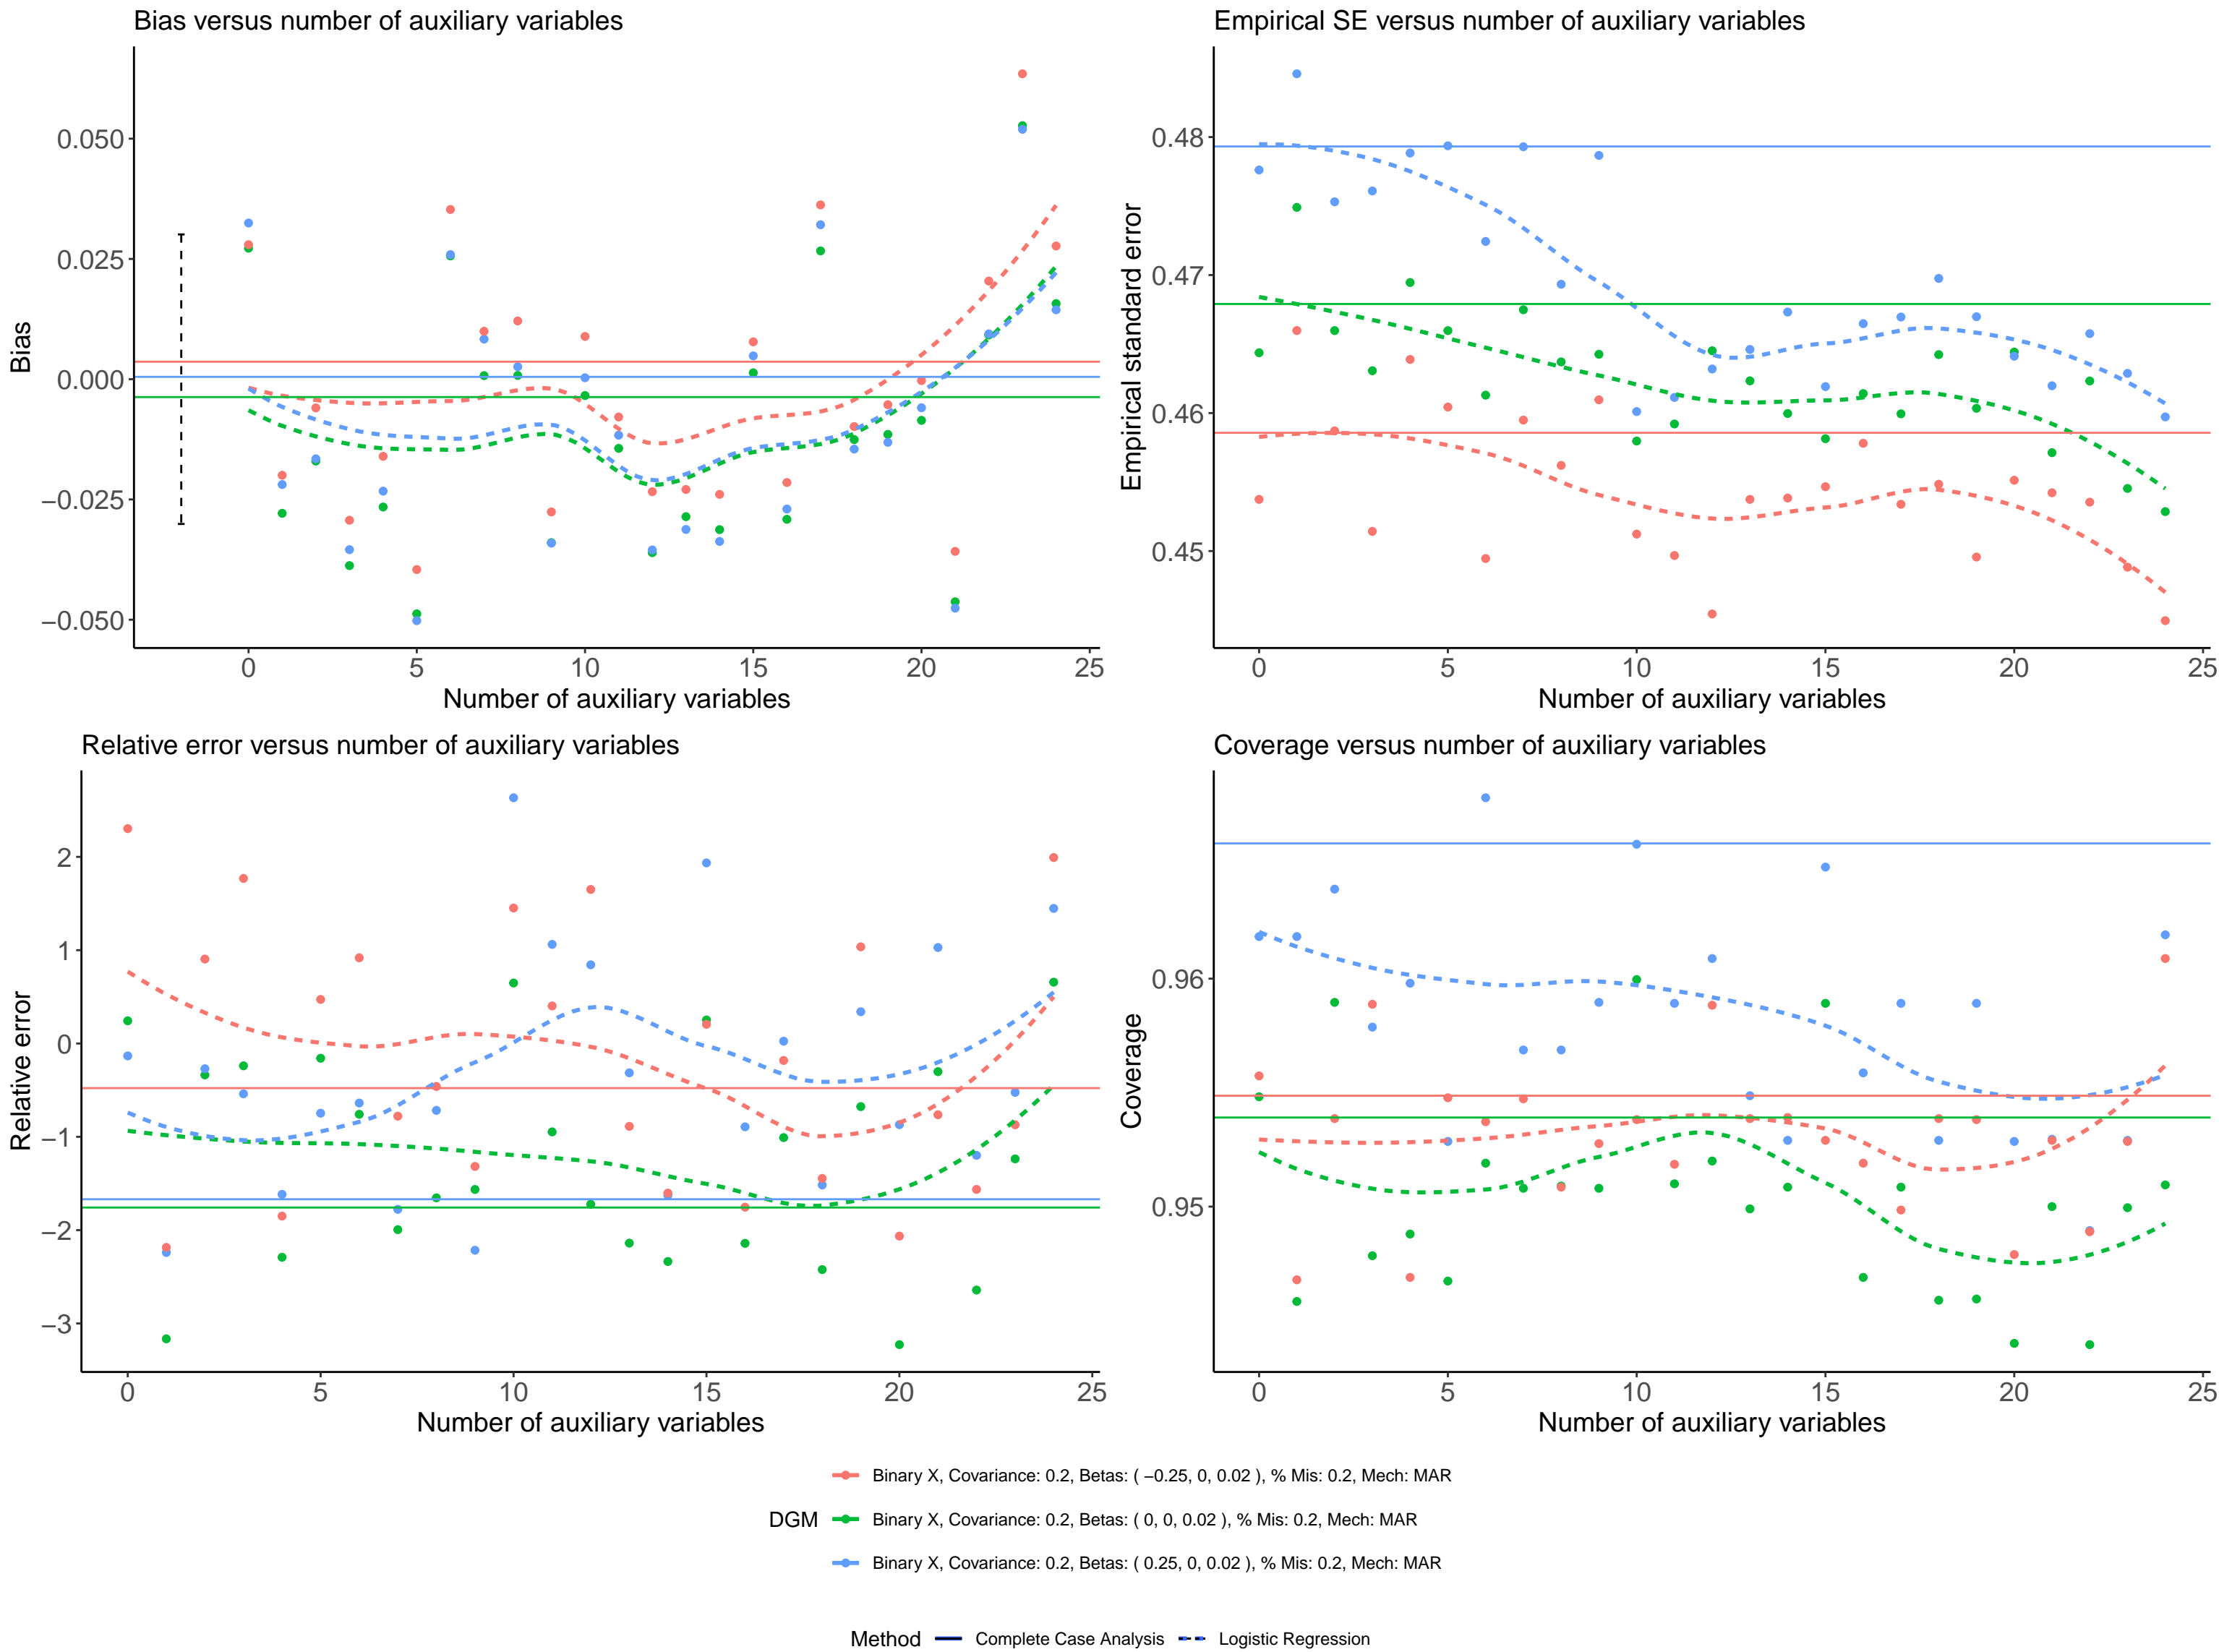 Bias versus number of auxiliary variables
0.050
0.025
0.000
−0.025
−0.050
0 5 10 15 20 25
Number of auxiliary variables
Bias
Empirical SE versus number of auxiliary variables
0.48
0.47
0.46
0.45
0 5 10 15 20 25
Number of auxiliary variables
Empirical standard error
Relative error versus number of auxiliary variables
2
1
0
−1
−2
−3
0 5 10 15 20 25
Number of auxiliary variables
Relative error
Coverage versus number of auxiliary variables
0.96
0.95
0 5 10 15 20 25
Number of auxiliary variables
Coverage
DGM
Binary X, Covariance: 0.2, Betas: ( −0.25, 0, 0.02 ), % Mis: 0.2, Mech: MAR
Binary X, Covariance: 0.2, Betas: ( 0, 0, 0.02 ), % Mis: 0.2, Mech: MAR
Binary X, Covariance: 0.2, Betas: ( 0.25, 0, 0.02 ), % Mis: 0.2, Mech: MAR
Method Complete Case Analysis Logistic Regression